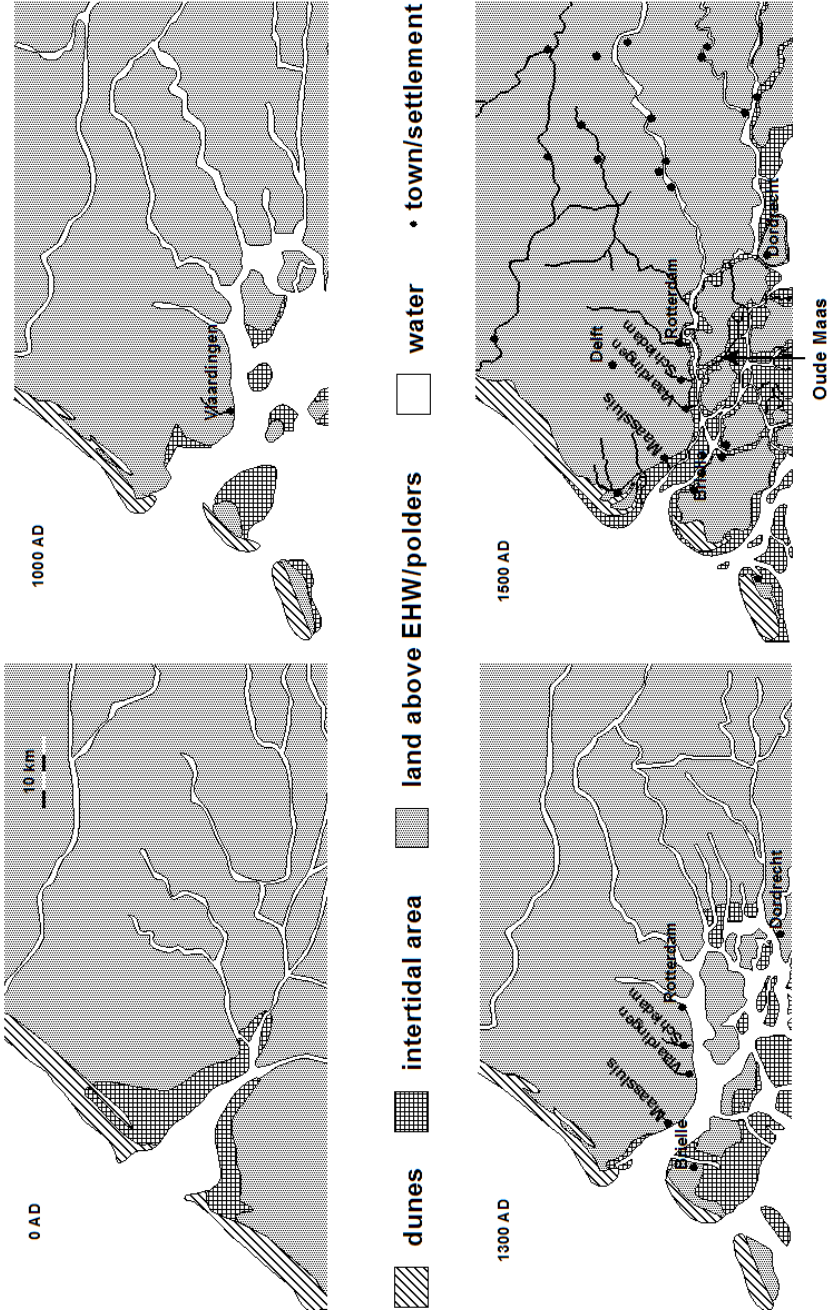 0 AD
10 km
1000 AD
Vlaardingen
dunes
intertidal area
land above EHW/polders
water
town/settlement
1300 AD
Brielle
Maassluis
Vlaardingen
Schiedam
Rotterdam
Dordrecht
1500 AD
Brielle
Maassluis
Vlaardingen
Schiedam
Delft
Rotterdam
Dordrecht
Oude Maas